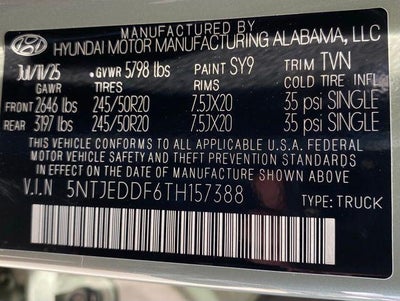 MANUFACTURED BY
HYUNDAI MOTOR MANUFACTURING ALABAMA, LLC
Jul/11/25 • GVWR 5798 lbs PAINT SY9 TRIM TVN
GAWR TIRES RIMS COLD TIRE INFL
FRONT 2646 lbs 245/50R20 7.5JX20 35 psi SINGLE
REAR 3197 lbs 245/50R20 7.5JX20 35 psi SINGLE
THIS VEHICLE CONFORMS TO ALL APPLICABLE U.S.A. FEDERAL
MOTOR VEHICLE SAFETY AND THEFT PREVENTION STANDARDS
IN EFFECT ON THE DATE OF MANUFACTURE SHOWN ABOVE
V.I.N 5NTJEDDF6TH157388
TYPE: TRUCK